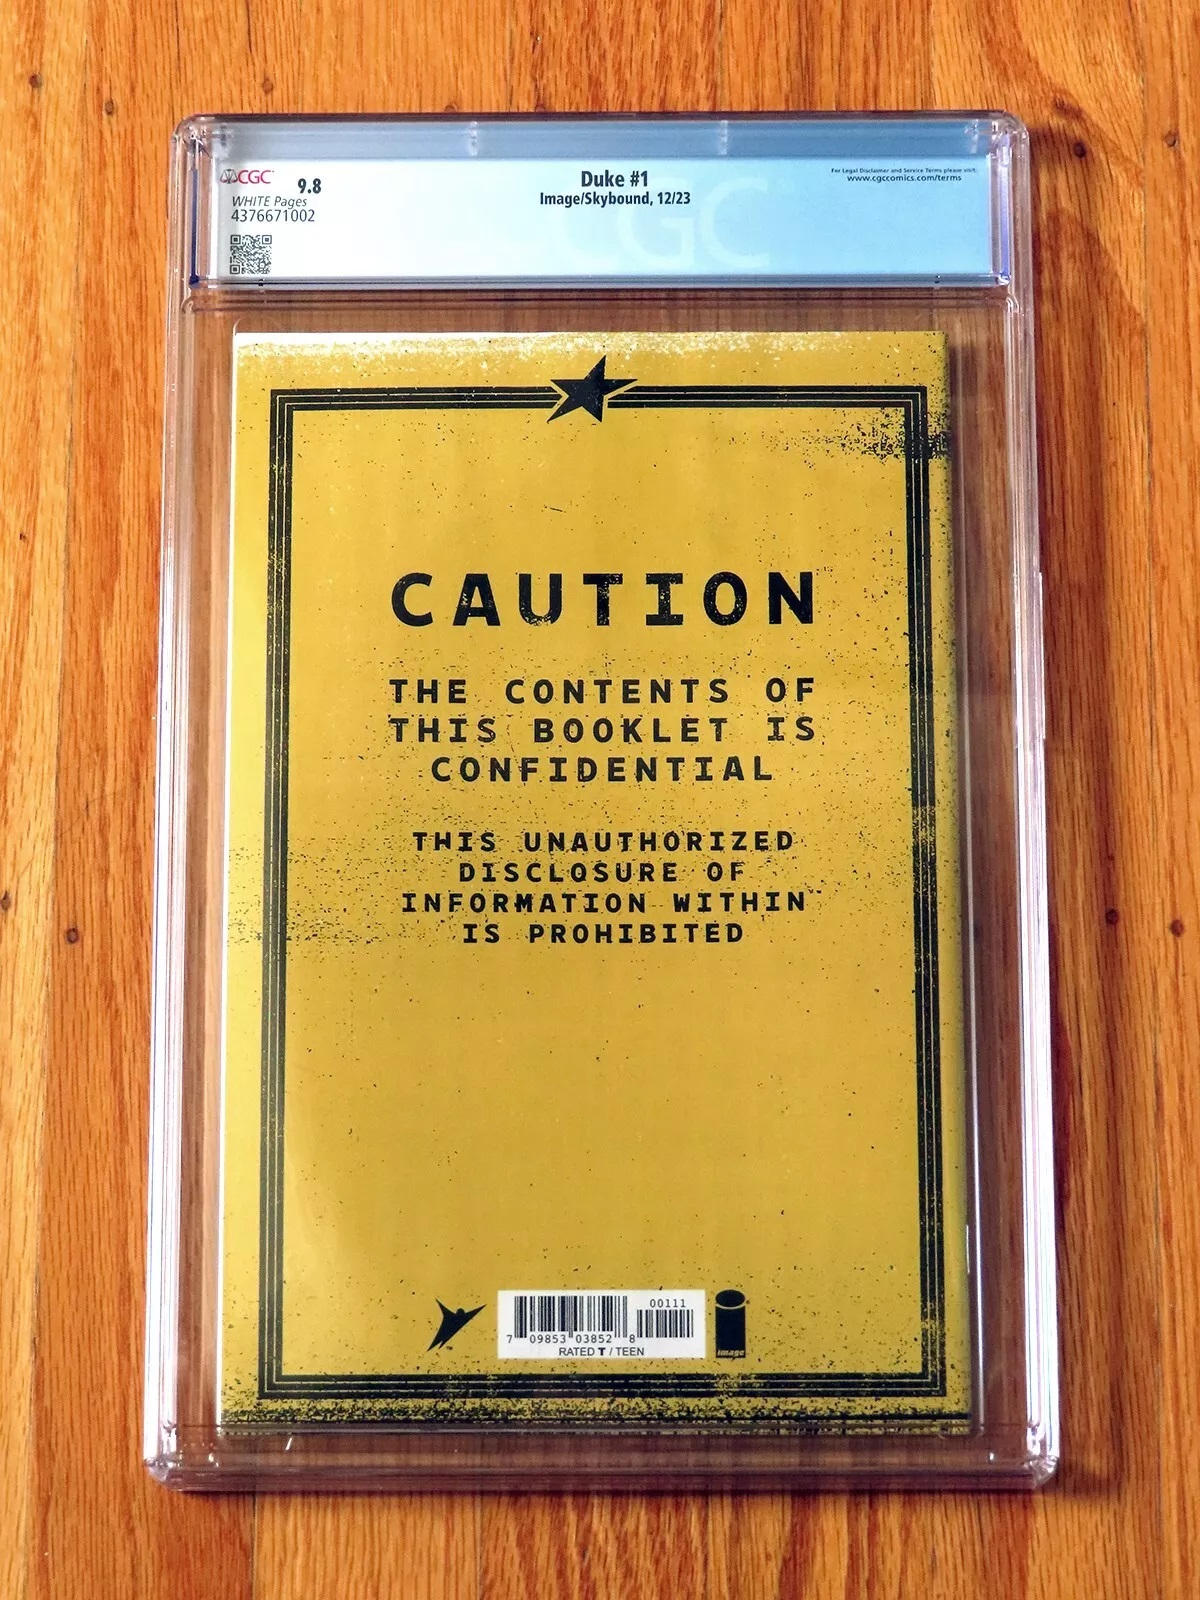 CGC 9.8
WHITE Pages
4376671002
Duke #1
Image/Skybound, 12/23
For Legal Disclaimer and Service Terms please visit:
www.cgccomics.com/terms
CGC
CAUTION
THE CONTENTS OF
THIS BOOKLET IS
CONFIDENTIAL
THIS UNAUTHORIZED
DISCLOSURE OF
INFORMATION WITHIN
IS PROHIBITED
00111
7 09853 03852 8
RATED T / TEEN
image